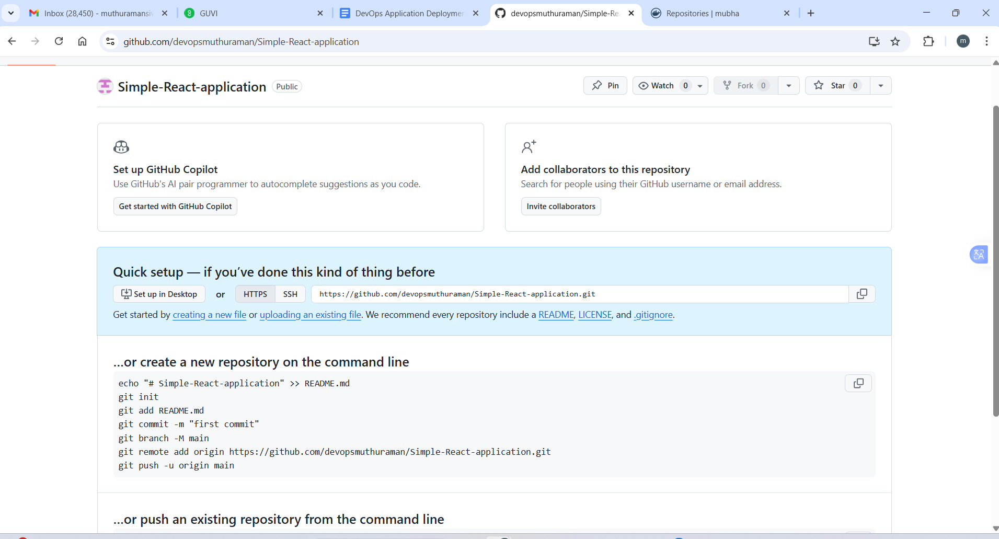 Inbox (28,450) - muthuramansiv
GUVI
DevOps Application Deploymen
devopsmuthuraman/Simple-Re
Repositories | mubha
github.com/devopsmuthuraman/Simple-React-application
m
Simple-React-application Public
Pin
Watch 0
Fork 0
Star 0
Set up GitHub Copilot
Use GitHub's AI pair programmer to autocomplete suggestions as you code.
Get started with GitHub Copilot
Add collaborators to this repository
Search for people using their GitHub username or email address.
Invite collaborators
Quick setup — if you’ve done this kind of thing before
Set up in Desktop or HTTPS SSH https://github.com/devopsmuthuraman/Simple-React-application.git
Get started by creating a new file or uploading an existing file. We recommend every repository include a README, LICENSE, and .gitignore.
…or create a new repository on the command line
echo "# Simple-React-application" >> README.md
git init
git add README.md
git commit -m "first commit"
git branch -M main
git remote add origin https://github.com/devopsmuthuraman/Simple-React-application.git
git push -u origin main
…or push an existing repository from the command line